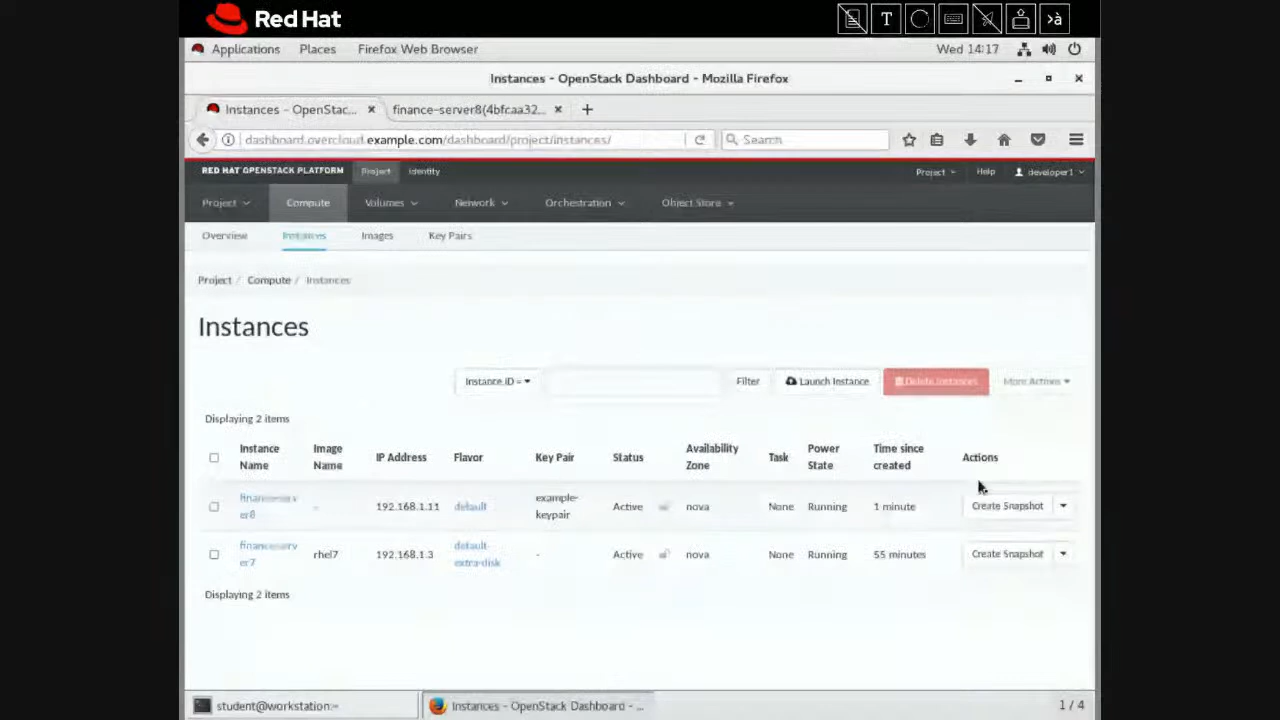 Red Hat
T
>à
Applications Places Firefox Web Browser Wed 14:17
Instances - OpenStack Dashboard - Mozilla Firefox
Instances - OpenStac... finance-server8(4bfcaa32...
dashboard.overcloud.example.com/dashboard/project/instances/ Search
RED HAT OPENSTACK PLATFORM Project Identity Project Help developer1
Project Compute Volumes Network Orchestration Object Store
Overview Instances Images Key Pairs
Project / Compute / Instances
Instances
Instance ID = Filter Launch Instance Delete Instances More Actions
Displaying 2 items
Instance Name Image Name IP Address Flavor Key Pair Status Availability Zone Task Power State Time since created Actions
finance-server8 - 192.168.1.11 default example-keypair Active nova None Running 1 minute Create Snapshot
finance-server7 rhel7 192.168.1.3 default-extra-disk - Active nova None Running 55 minutes Create Snapshot
Displaying 2 items
student@workstation:~ Instances - OpenStack Dashboard - ... 1 / 4